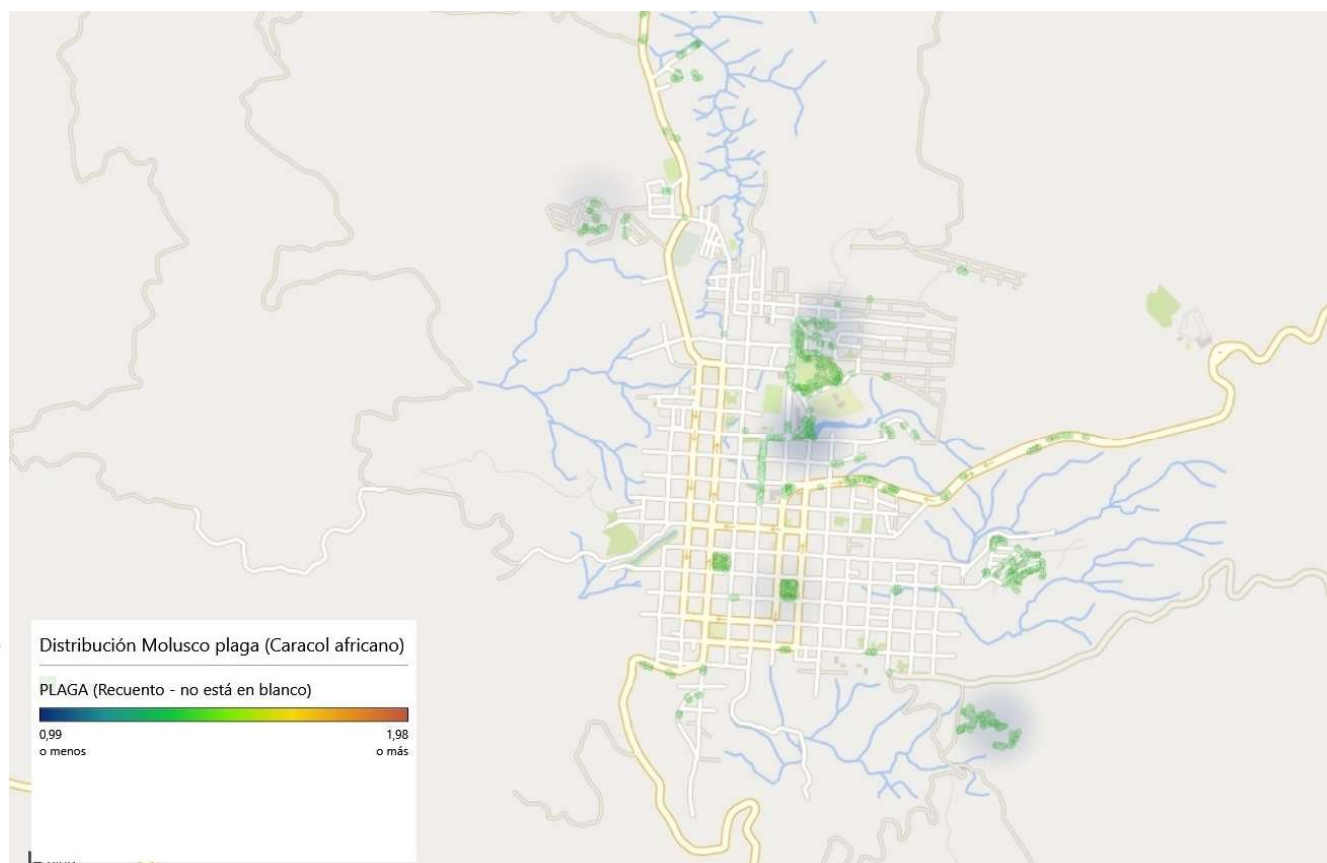 Distribución Molusco plaga (Caracol africano)
PLAGA (Recuento - no está en blanco)
0,99
1,98
o menos
o más